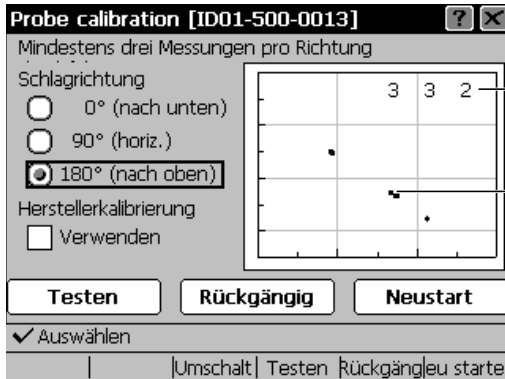 Probe calibration [ID01-500-0013] ? X
Mindestens drei Messungen pro Richtung
Schlagrichtung
0° (nach unten)
90° (horiz.)
180° (nach oben)
Herstellerkalibrierung
Verwenden
3 3 2
Testen Rückgängig Neustart
Auswählen
Umschalt Testen Rückgäng eu starte